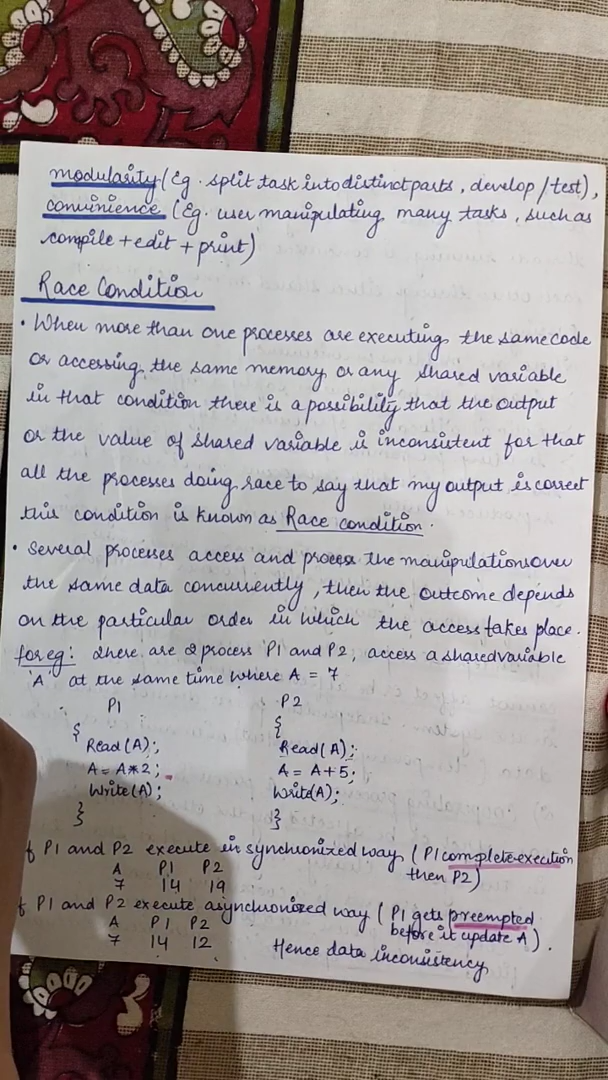 modularity (Eg. split task into distinct parts, develop/test),
convinience (Eg. user manipulating many tasks, such as
compile + edit + print)
Race Condition
• When more than one processes are executing the same code
or accessing the same memory or any shared variable
in that condition there is a possibility that the output
or the value of shared variable is inconsistent for that
all the processes doing race to say that my output is correct
this condition is known as Race condition.
• Several processes access and process the manipulations over
the same data concurrently, then the outcome depends
on the particular order in which the access takes place.
for eg: there are 2 process P1 and P2, access a shared variable
'A' at the same time where A = 7
P1 P2
{ {
Read(A); Read(A);
A = A*2; A = A+5;
Write(A); Write(A);
} }
f P1 and P2 execute in synchronized way (P1 complete execution
then P2)
A P1 P2
7 14 19
f P1 and P2 execute asynchronized way (P1 gets preempted
before it update A).
A P1 P2
7 14 12
Hence data inconsistency